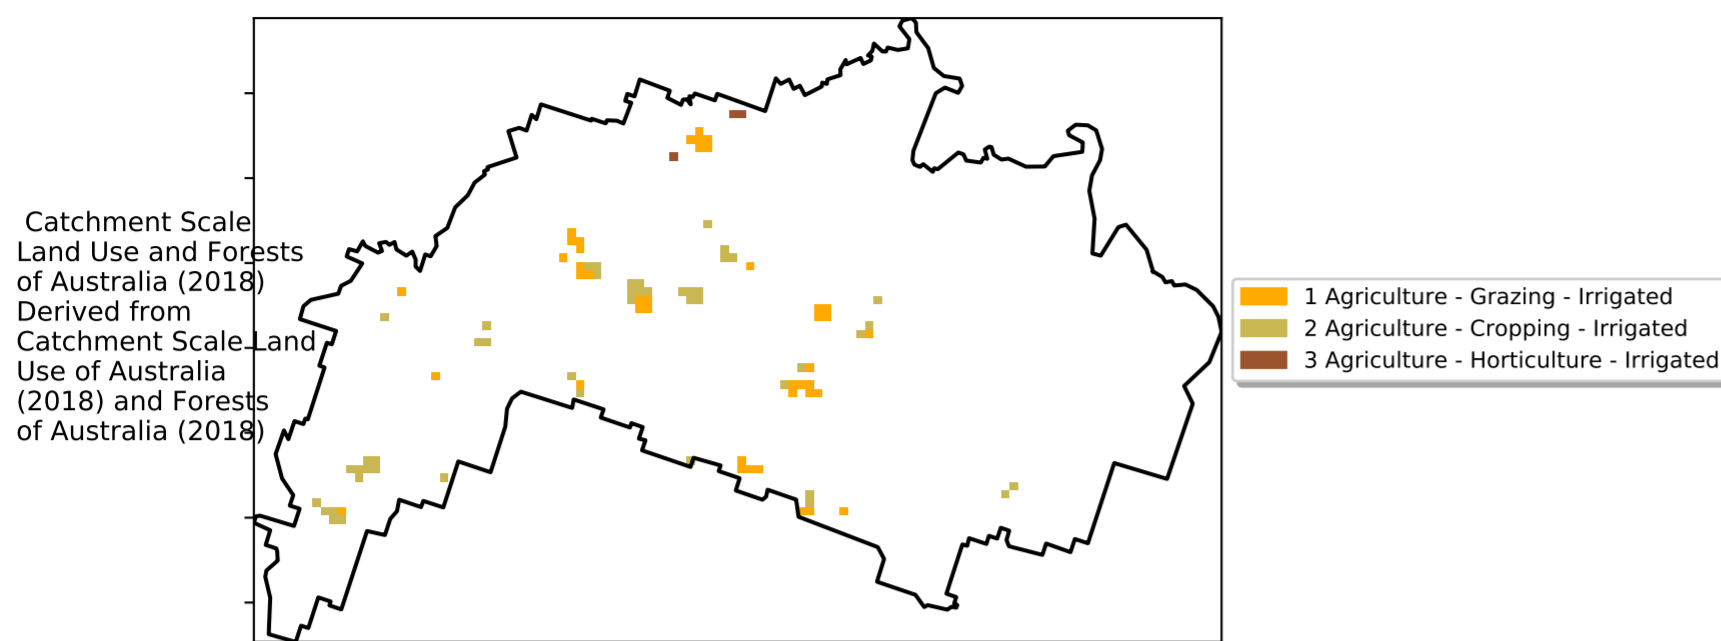 Catchment Scale
Land Use and Forests
of Australia (2018)
Derived from
Catchment Scale Land
Use of Australia
(2018) and Forests
of Australia (2018)
1 Agriculture - Grazing - Irrigated
2 Agriculture - Cropping - Irrigated
3 Agriculture - Horticulture - Irrigated